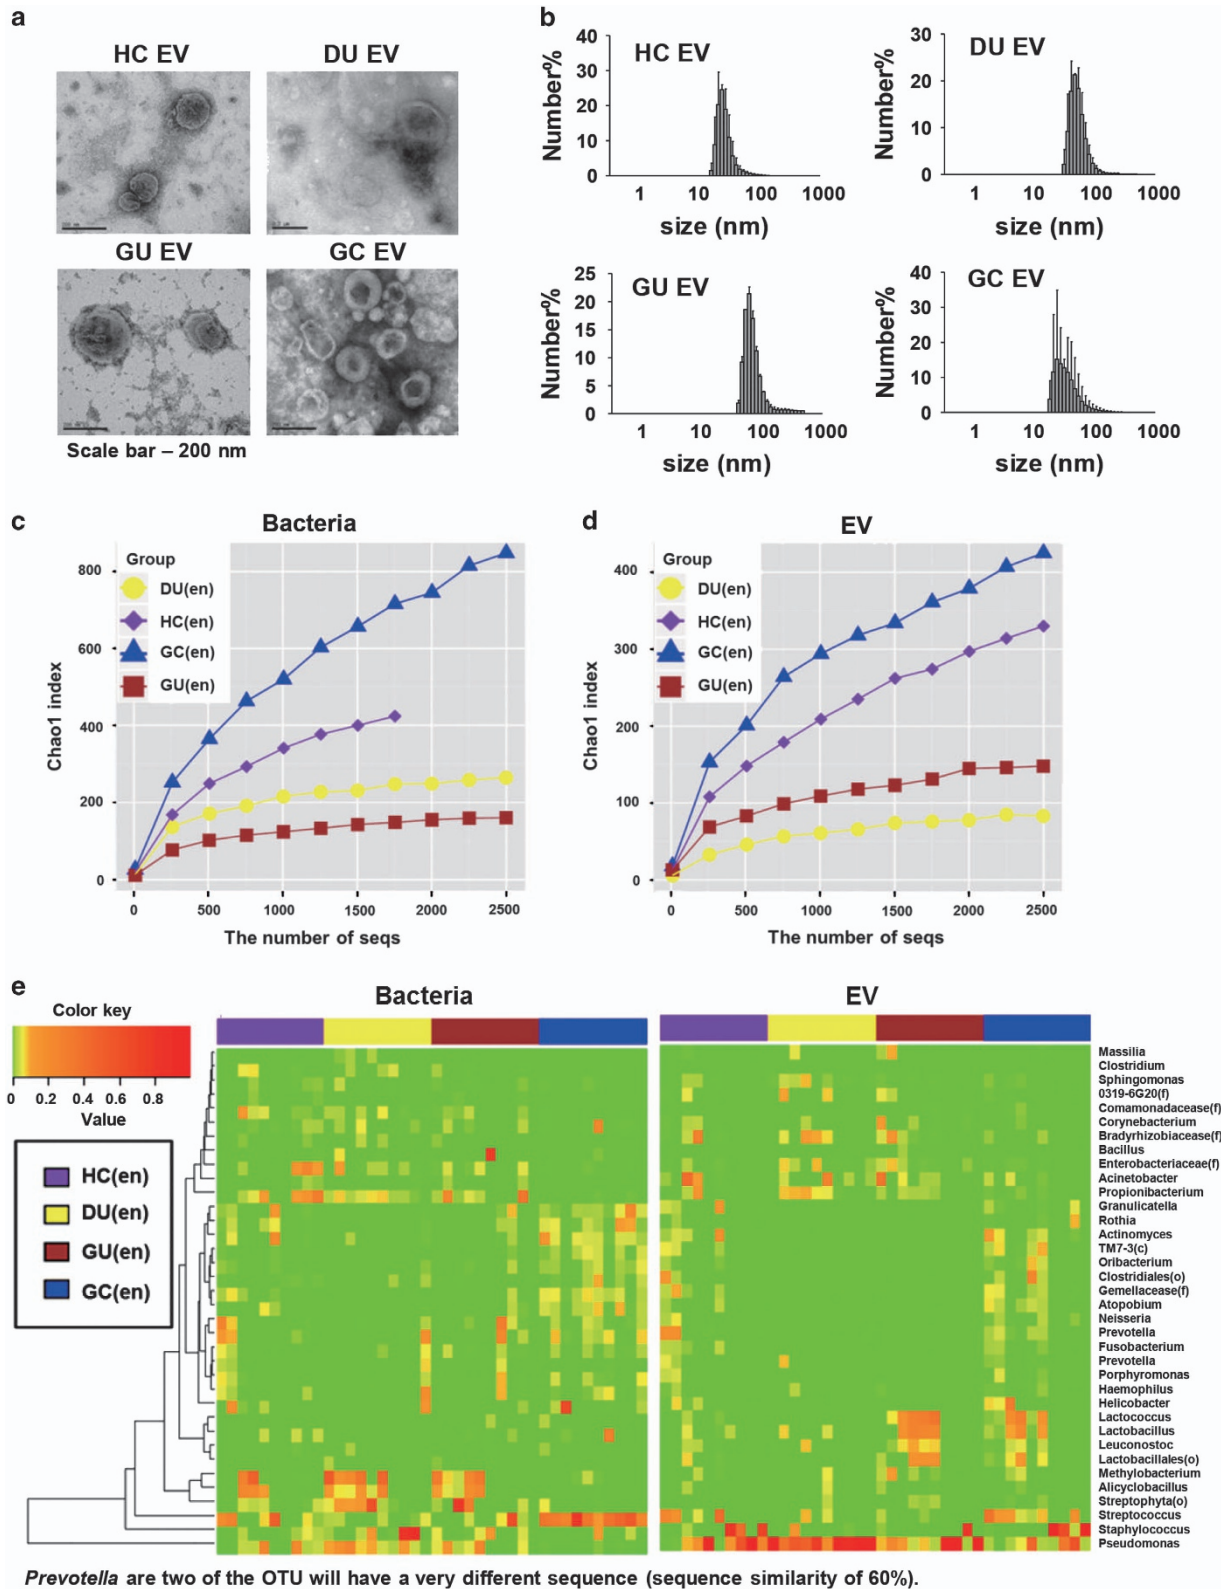 a
HC EV
DU EV
GU EV
GC EV
Scale bar – 200 nm
b
HC EV
Number%
40
30
20
10
0
1
10
100
1000
size (nm)
DU EV
Number%
30
20
10
0
1
10
100
1000
size (nm)
GU EV
Number%
25
20
15
10
5
0
1
10
100
1000
size (nm)
GC EV
Number%
40
30
20
10
0
1
10
100
1000
size (nm)
c
Bacteria
Group
DU(en)
HC(en)
GC(en)
GU(en)
Chao1 index
800
600
400
200
0
0
500
1000
1500
2000
2500
The number of seqs
d
EV
Group
DU(en)
HC(en)
GC(en)
GU(en)
Chao1 index
400
300
200
100
0
0
500
1000
1500
2000
2500
The number of seqs
e
Color key
0 0.2 0.4 0.6 0.8
Value
HC(en)
DU(en)
GU(en)
GC(en)
Bacteria
EV
Massilia
Clostridium
Sphingomonas
0319-6G20(f)
Comamonadacease(f)
Corynebacterium
Bradyrhizobiacease(f)
Bacillus
Enterobacteriaceae(f)
Acinetobacter
Propionibacterium
Granulicatella
Rothia
Actinomyces
TM7-3(c)
Oribacterium
Clostridiales(o)
Gemellacease(f)
Atopobium
Neisseria
Prevotella
Fusobacterium
Prevotella
Porphyromonas
Haemophilus
Helicobacter
Lactococcus
Lactobacillus
Leuconostoc
Lactobacillales(o)
Methylobacterium
Alicyclobacillus
Streptophyta(o)
Streptococcus
Staphylococcus
Pseudomonas
Prevotella are two of the OTU will have a very different sequence (sequence similarity of 60%).